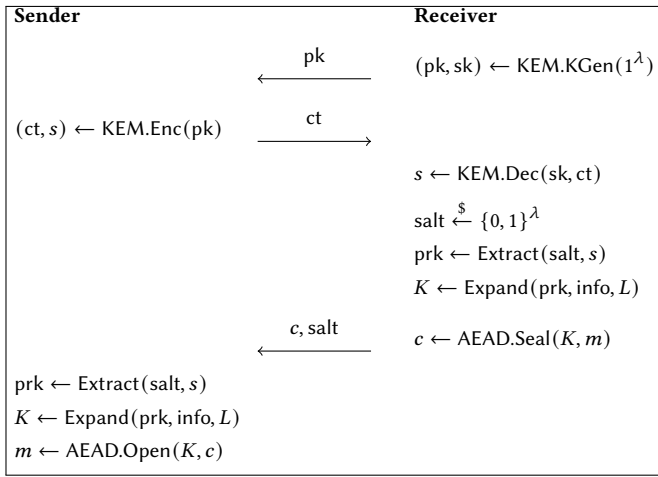 Sender Receiver
pk (pk, sk) ← KEM.KGen(1^λ)
(ct, s) ← KEM.Enc(pk) ct
s ← KEM.Dec(sk, ct)
salt ←$ {0, 1}^λ
prk ← Extract(salt, s)
K ← Expand(prk, info, L)
c, salt c ← AEAD.Seal(K, m)
prk ← Extract(salt, s)
K ← Expand(prk, info, L)
m ← AEAD.Open(K, c)